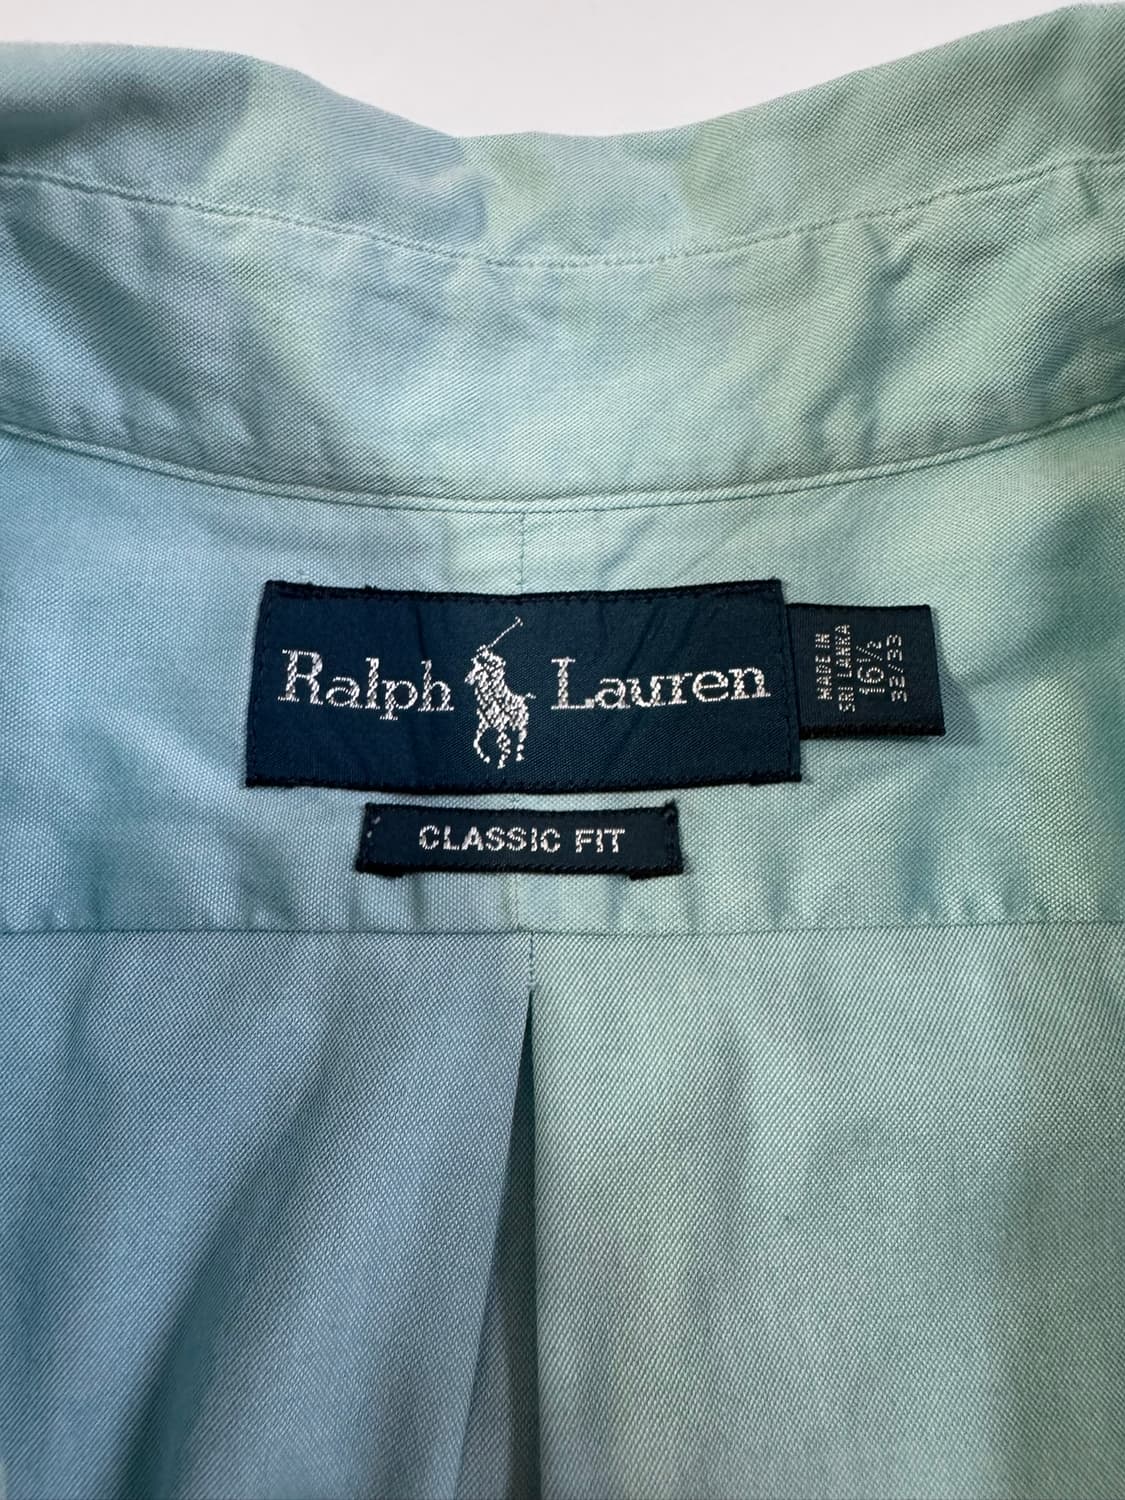 Ralph Lauren
CLASSIC FIT
MADE IN
SRI LANKA
16½
32/33